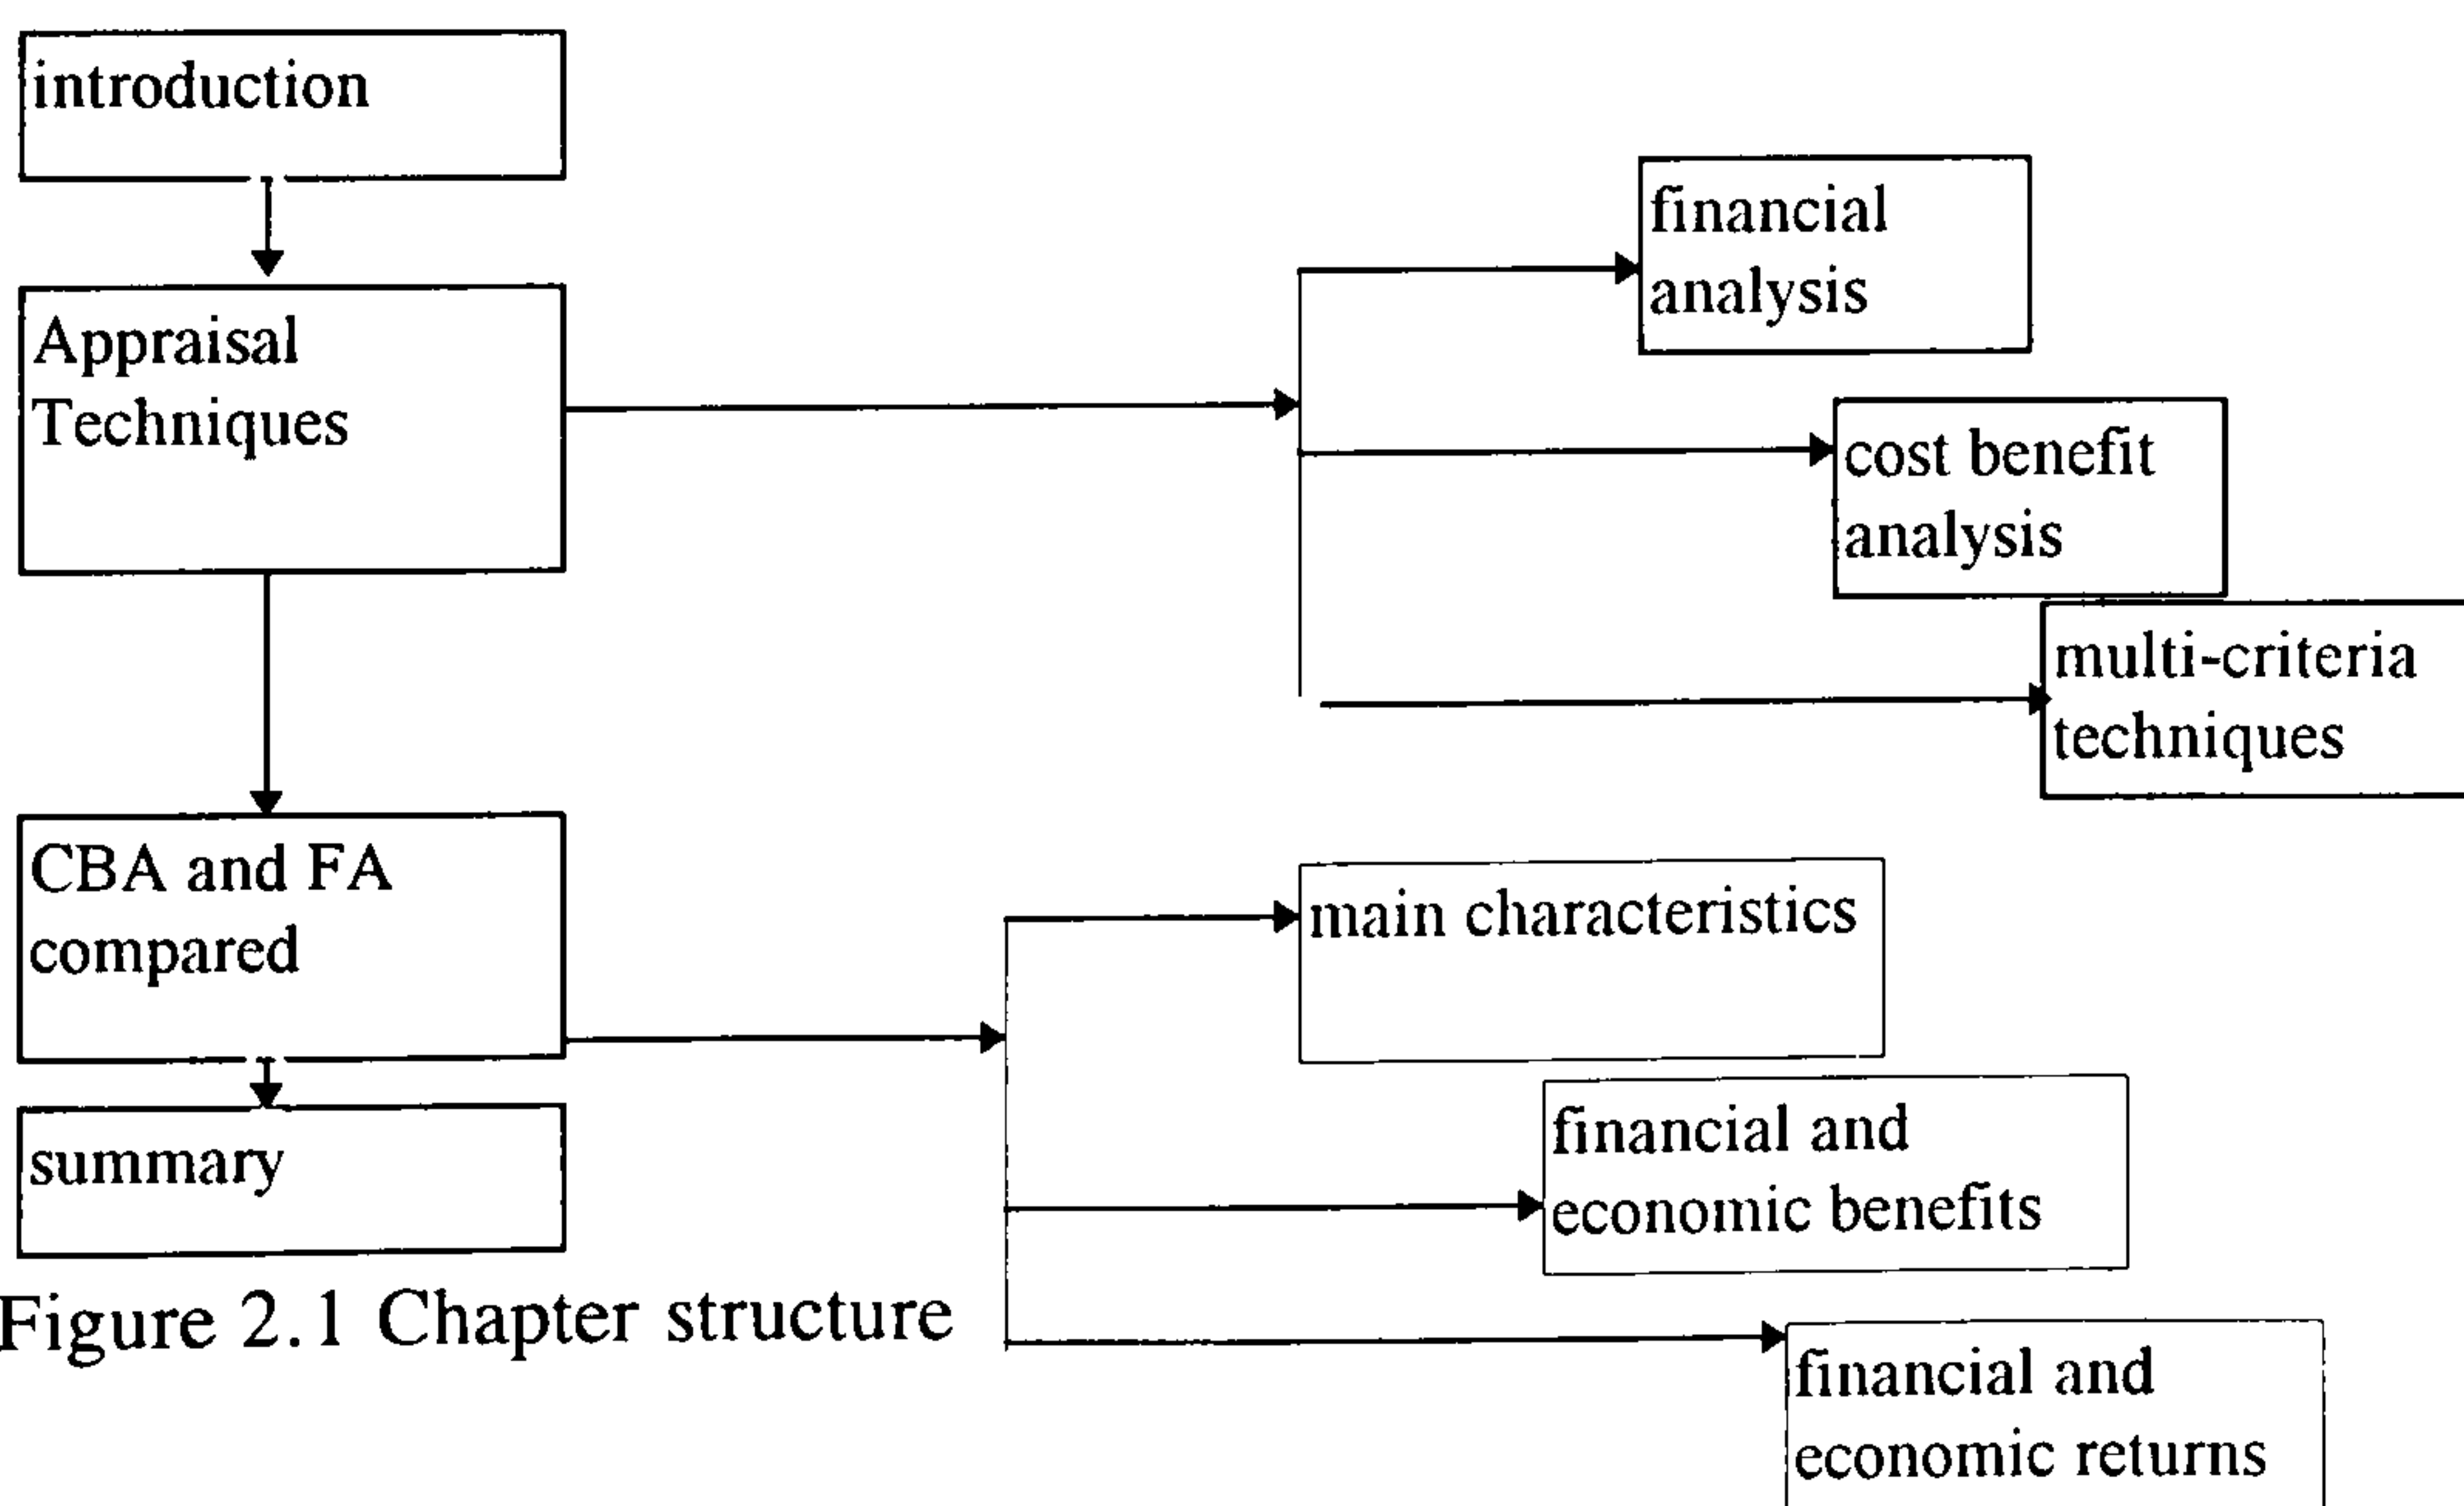 introduction
Appraisal
Techniques
financial
analysis
cost benefit
analysis
multi-criteria
techniques
CBA and FA
compared
main characteristics
financial and
economic benefits
financial and
economic returns
summary
Figure 2.1 Chapter structure